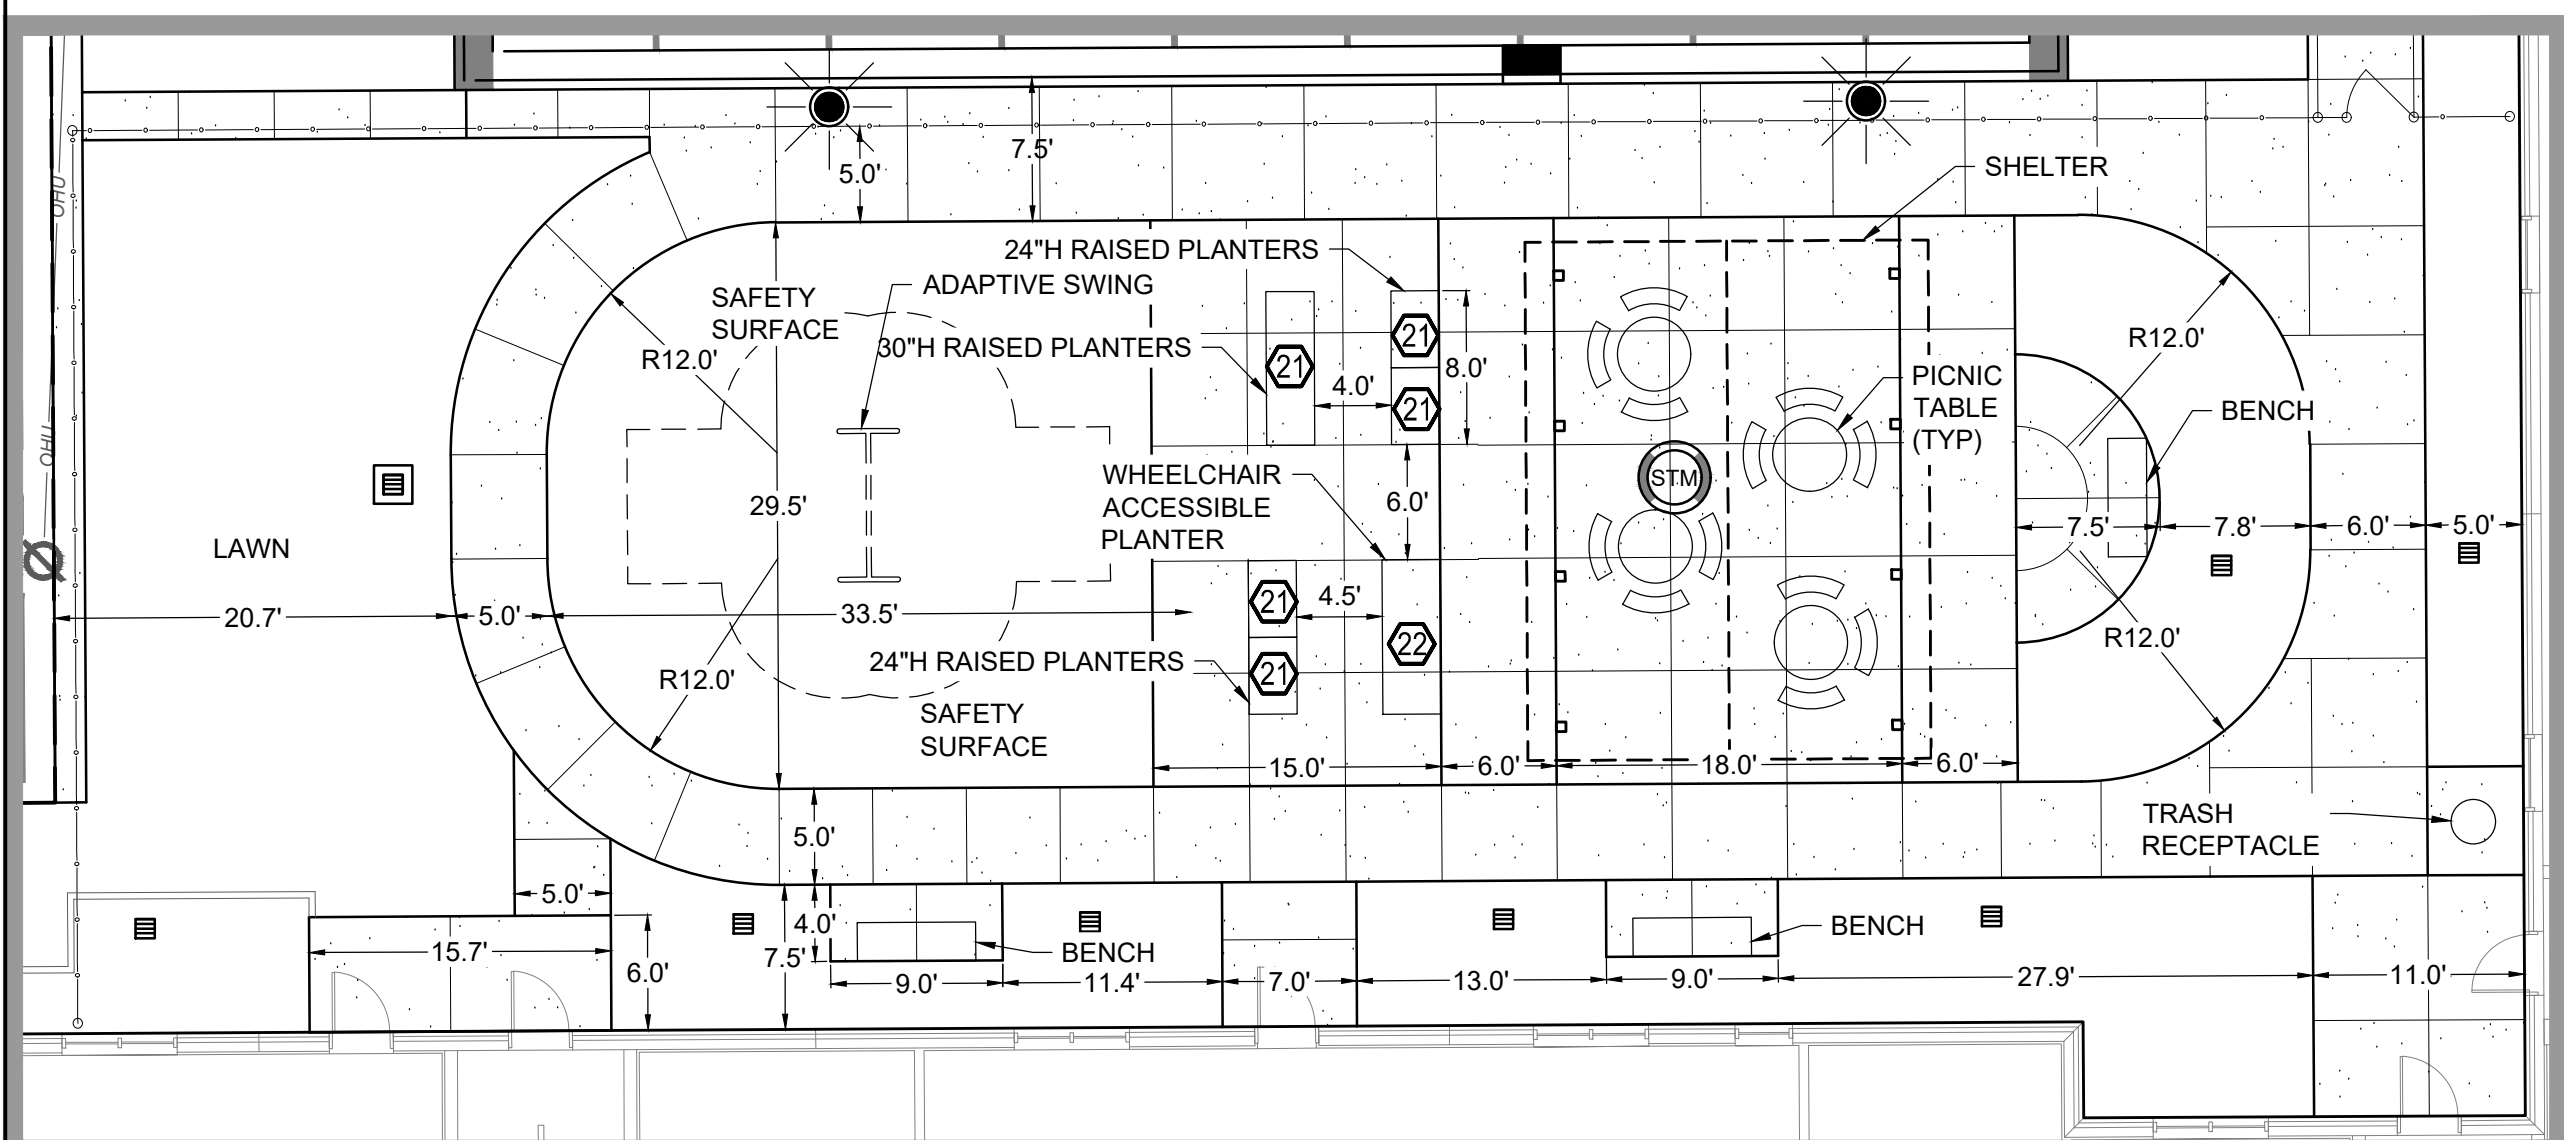 OHU
7.5'
5.0'
SHELTER
24"H RAISED PLANTERS
ADAPTIVE SWING
SAFETY
SURFACE
30"H RAISED PLANTERS
R12.0'
21
21
21
8.0'
4.0'
R12.0'
PICNIC
TABLE
(TYP)
BENCH
OHU
WHEELCHAIR
ACCESSIBLE
PLANTER
STM
29.5'
6.0'
7.5'
7.8'
6.0'
5.0'
LAWN
20.7'
5.0'
33.5'
21
4.5'
22
R12.0'
24"H RAISED PLANTERS
21
R12.0'
SAFETY
SURFACE
15.0'
6.0'
18.0'
6.0'
TRASH
RECEPTACLE
5.0'
5.0'
4.0'
15.7'
6.0'
7.5'
BENCH
BENCH
9.0'
11.4'
7.0'
13.0'
9.0'
27.9'
11.0'